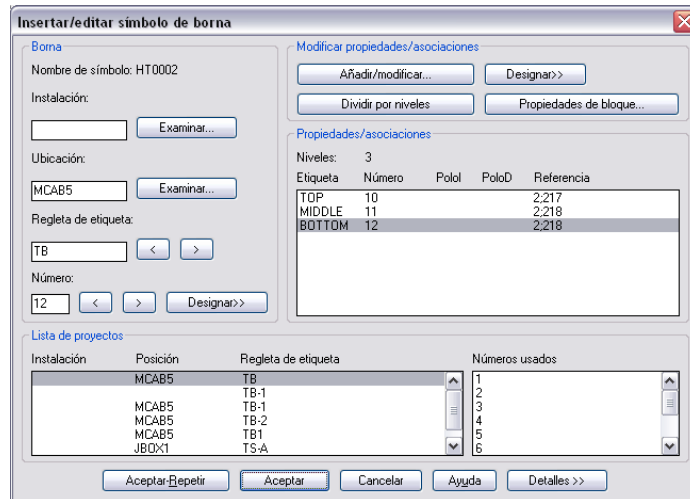 Insertar/editar símbolo de borna
Borna
Nombre de símbolo: HT0002
Instalación:
Examinar...
Ubicación:
MCAB5
Examinar...
Regleta de etiqueta:
TB
<
>
Número:
12
<
>
Designar>>
Modificar propiedades/asociaciones
Añadir/modificar...
Designar>>
Dividir por niveles
Propiedades de bloque...
Propiedades/asociaciones
Niveles: 3
Etiqueta Número PoloI PoloD Referencia
TOP 10 2;217
MIDDLE 11 2;218
BOTTOM 12 2;218
Lista de proyectos
Instalación Posición Regleta de etiqueta
MCAB5 TB
TB-1
MCAB5 TB-1
MCAB5 TB-2
MCAB5 TB1
JBOX1 TS-A
Números usados
1
2
3
4
5
6
Aceptar-Repetir
Aceptar
Cancelar
Ayuda
Detalles >>